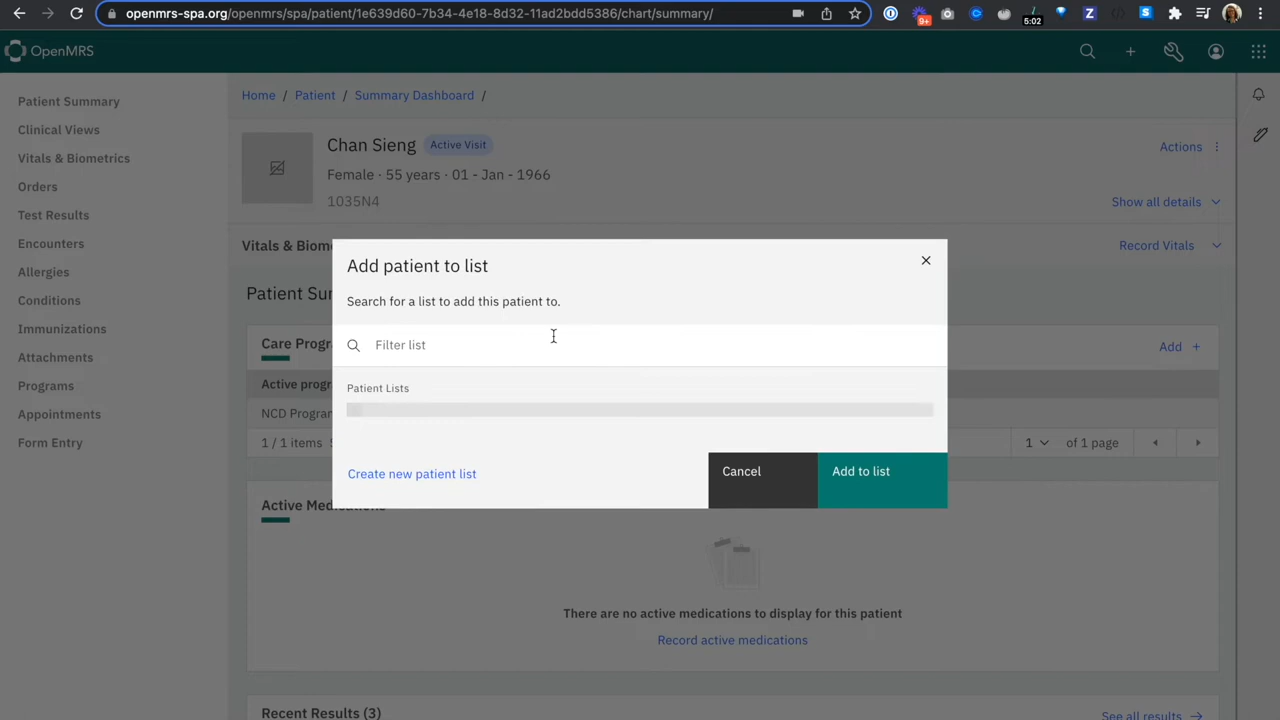 openmrs-spa.org/openmrs/spa/patient/1e639d60-7b34-4e18-8d32-11ad2bdd5386/chart/summary/
9+
5:02
Z
S
OpenMRS
Patient Summary
Clinical Views
Vitals & Biometrics
Orders
Test Results
Encounters
Allergies
Conditions
Immunizations
Attachments
Programs
Appointments
Form Entry
Home / Patient / Summary Dashboard /
Chan Sieng Active Visit
Actions
Female · 55 years · 01 - Jan - 1966
1035N4
Show all details
Vitals & Biom
Record Vitals
Patient Sur
Care Progr
Add +
Active prog
NCD Progran
1 / 1 items
1 of 1 page
Add patient to list
Search for a list to add this patient to.
Filter list
Patient Lists
Create new patient list
Cancel
Add to list
Active Medications
There are no active medications to display for this patient
Record active medications
Recent Results (3)
See all results